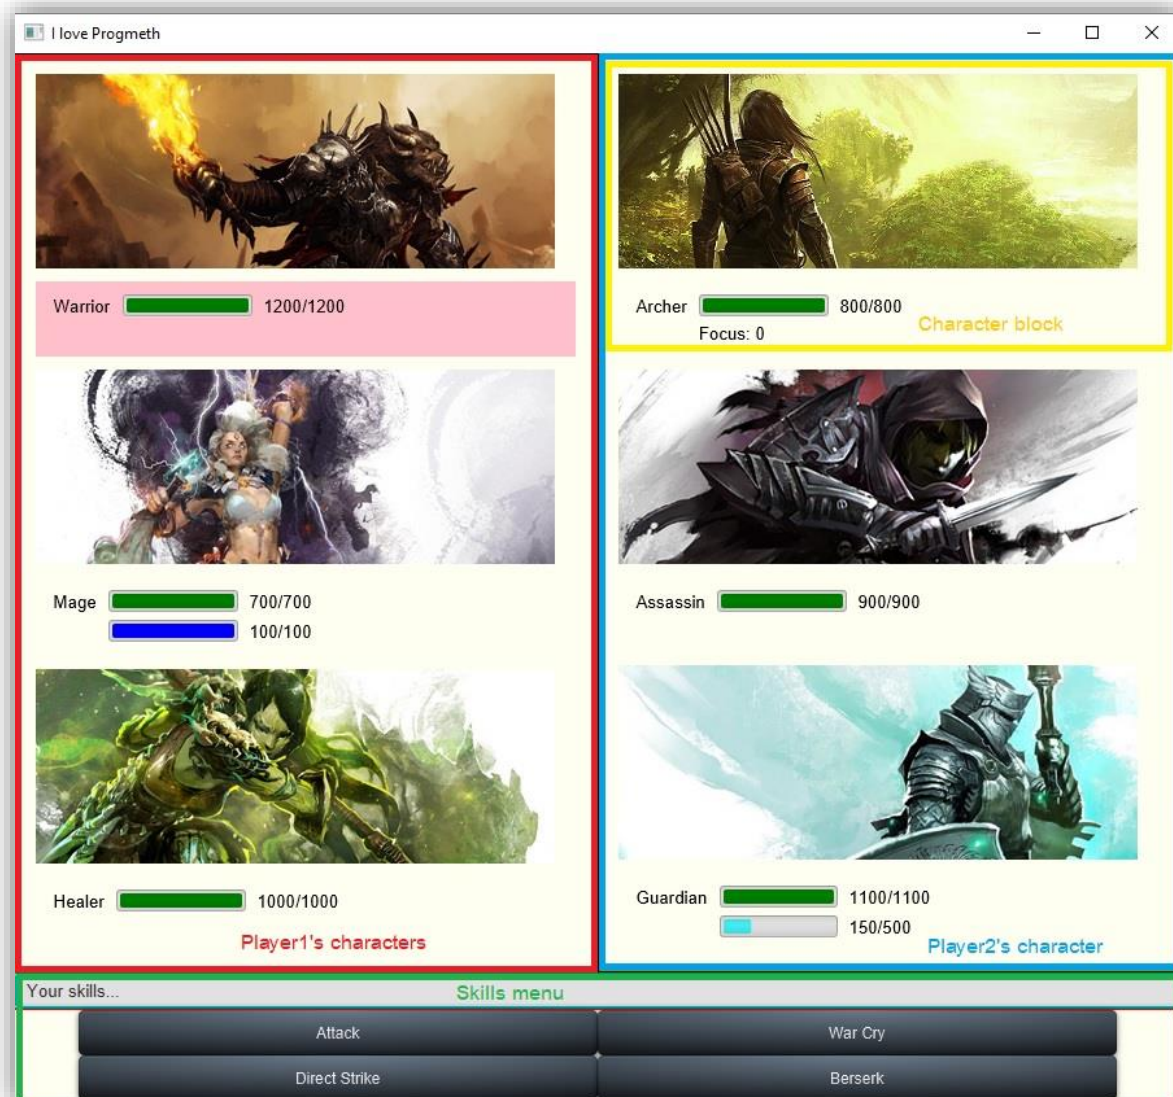 I love Progmeth
Warrior 1200/1200
Mage 700/700
100/100
Healer 1000/1000
Player1's characters
Archer 800/800
Focus: 0
Character block
Assassin 900/900
Guardian 1100/1100
150/500
Player2's character
Your skills...
Skills menu
Attack
War Cry
Direct Strike
Berserk